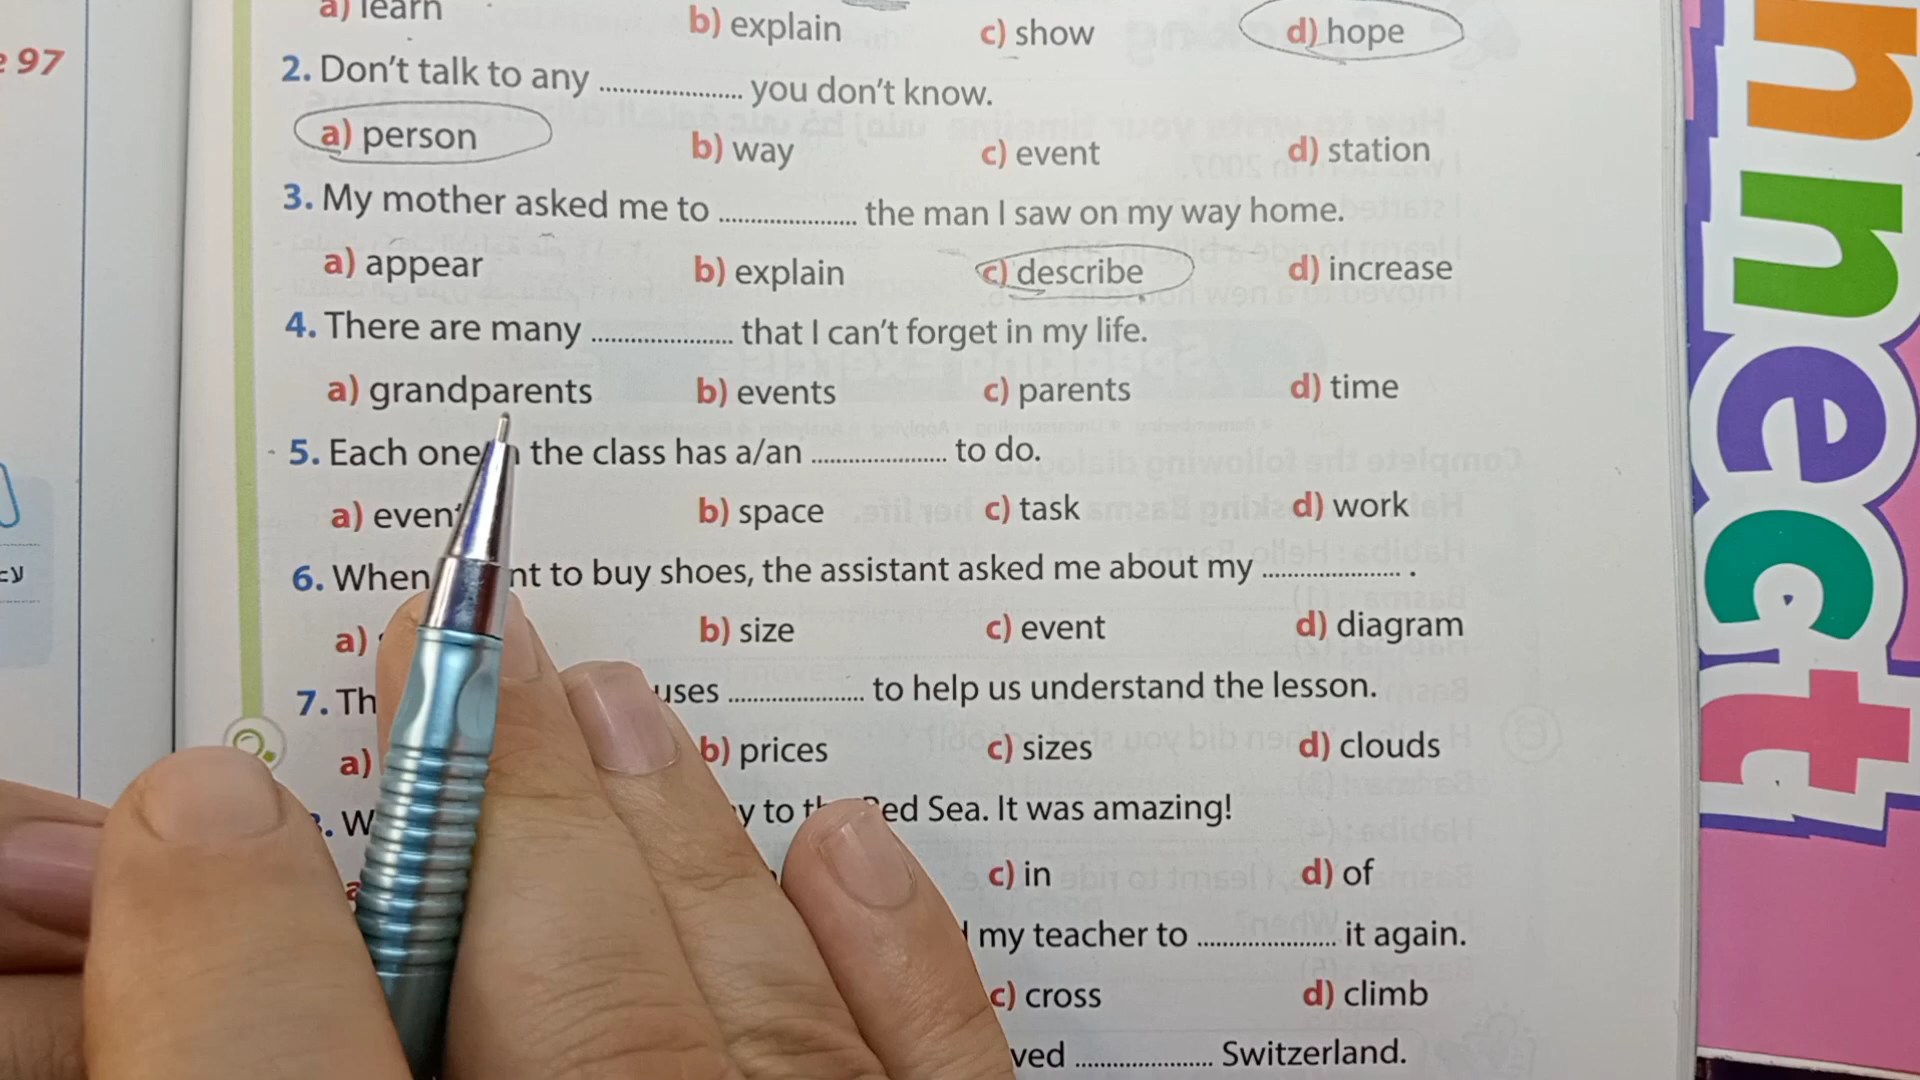 97
a) learn b) explain c) show d) hope
2. Don't talk to any .................... you don't know.
a) person b) way c) event d) station
3. My mother asked me to .................... the man I saw on my way home.
a) appear b) explain c) describe d) increase
4. There are many .................... that I can't forget in my life.
a) grandparents b) events c) parents d) time
5. Each one the class has a/an .................... to do.
a) event b) space c) task d) work
6. When to buy shoes, the assistant asked me about my .................... .
a) b) size c) event d) diagram
7. uses .................... to help us understand the lesson.
a) b) prices c) sizes d) clouds
to Sea. It was amazing!
c) in d) of
my teacher to .................... it again.
c) cross d) climb
.................... Switzerland.
nnect